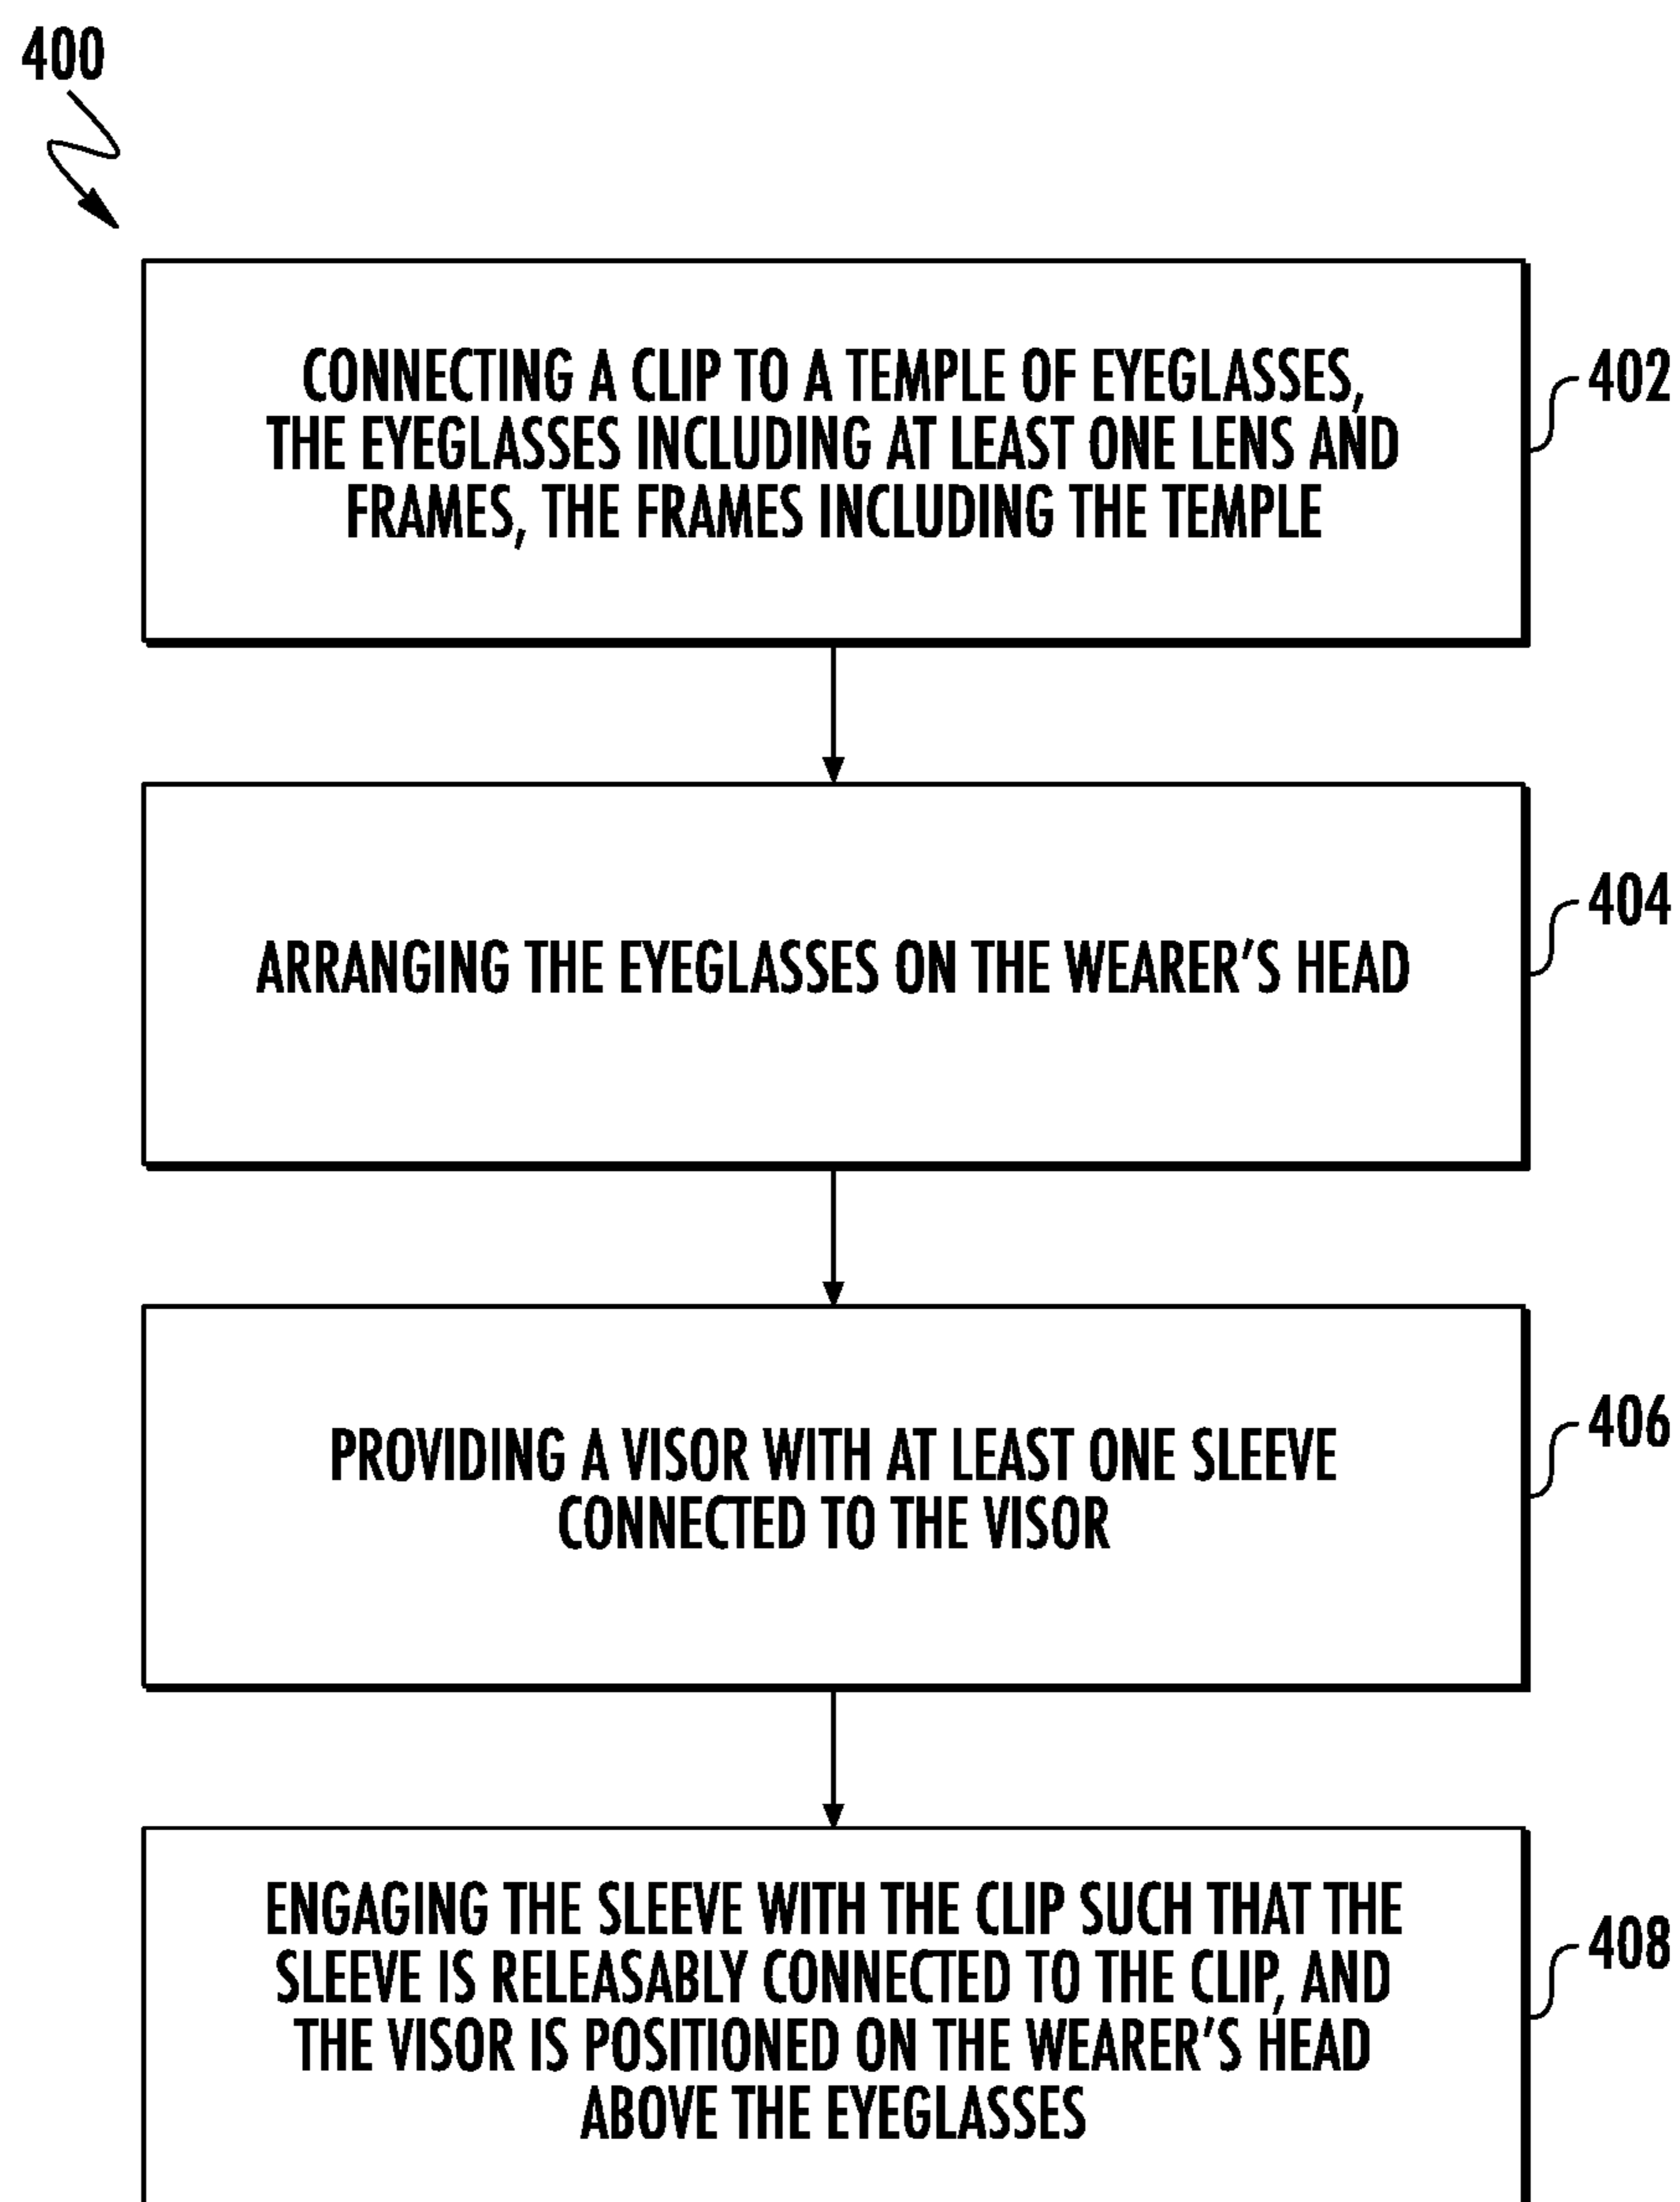 400
CONNECTING A CLIP TO A TEMPLE OF EYEGLASSES,
THE EYEGLASSES INCLUDING AT LEAST ONE LENS AND
FRAMES, THE FRAMES INCLUDING THE TEMPLE
402
ARRANGING THE EYEGLASSES ON THE WEARER'S HEAD
404
PROVIDING A VISOR WITH AT LEAST ONE SLEEVE
CONNECTED TO THE VISOR
406
ENGAGING THE SLEEVE WITH THE CLIP SUCH THAT THE
SLEEVE IS RELEASABLY CONNECTED TO THE CLIP, AND
THE VISOR IS POSITIONED ON THE WEARER'S HEAD
ABOVE THE EYEGLASSES
408